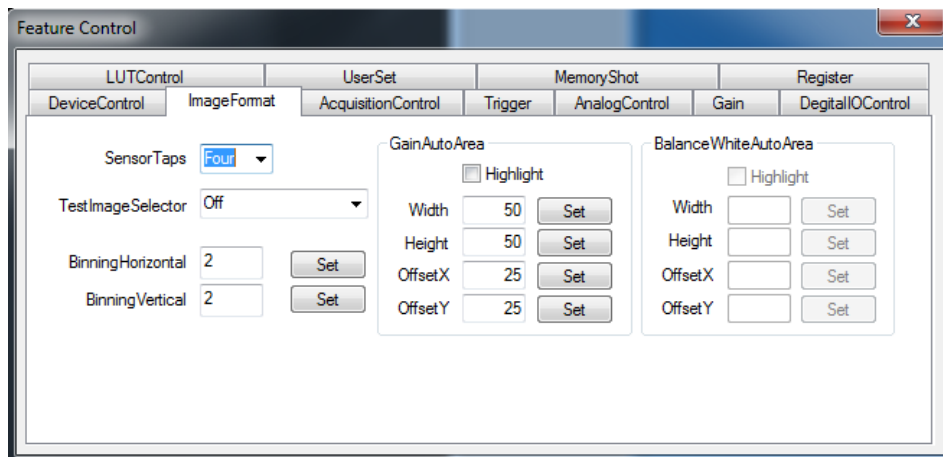 Feature Control
x
LUTControl UserSet MemoryShot Register
DeviceControl ImageFormat AcquisitionControl Trigger AnalogControl Gain DegitalIOControl
SensorTaps Four
TestImageSelector Off
BinningHorizontal 2 Set
BinningVertical 2 Set
GainAutoArea
Highlight
Width 50 Set
Height 50 Set
OffsetX 25 Set
OffsetY 25 Set
BalanceWhiteAutoArea
Highlight
Width Set
Height Set
OffsetX Set
OffsetY Set